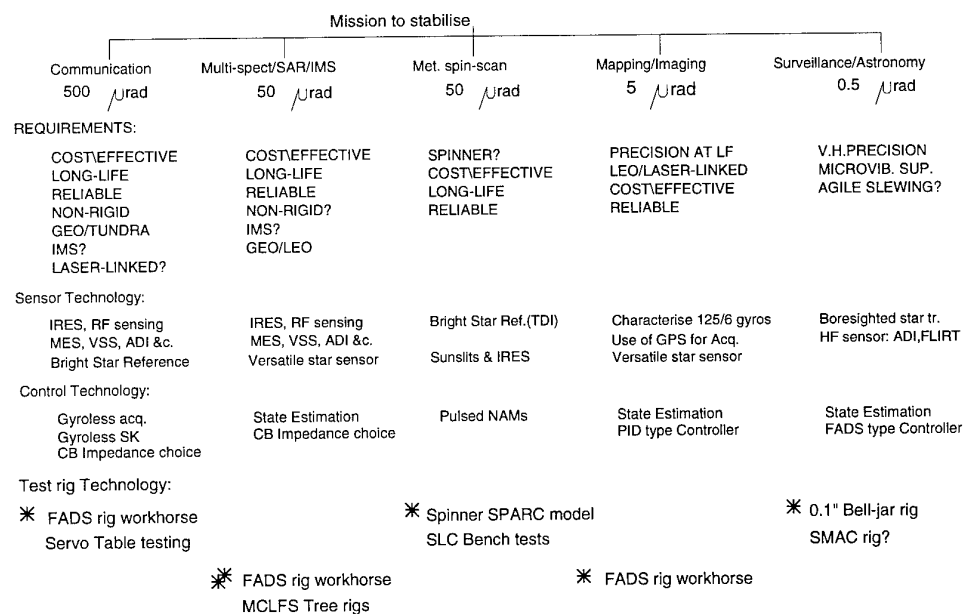 Mission to stabilise
Communication Multi-spect/SAR/IMS Met. spin-scan Mapping/Imaging Surveillance/Astronomy
500 μrad 50 μrad 50 μrad 5 μrad 0.5 μrad
REQUIREMENTS:
COST\EFFECTIVE COST\EFFECTIVE SPINNER? PRECISION AT LF V.H.PRECISION
LONG-LIFE LONG-LIFE COST\EFFECTIVE LEO/LASER-LINKED MICROVIB. SUP.
RELIABLE RELIABLE LONG-LIFE COST\EFFECTIVE AGILE SLEWING?
NON-RIGID NON-RIGID? RELIABLE RELIABLE
GEO/TUNDRA IMS?
IMS? GEO/LEO
LASER-LINKED?
Sensor Technology:
IRES, RF sensing IRES, RF sensing Bright Star Ref.(TDI) Characterise 125/6 gyros Boresighted star tr.
MES, VSS, ADI &c. MES, VSS, ADI &c. Use of GPS for Acq. HF sensor: ADI,FLIRT
Bright Star Reference Versatile star sensor Sunslits & IRES Versatile star sensor
Control Technology:
Gyroless acq. State Estimation Pulsed NAMs State Estimation State Estimation
Gyroless SK CB Impedance choice PID type Controller FADS type Controller
CB Impedance choice
Test rig Technology:
* FADS rig workhorse * Spinner SPARC model * 0.1" Bell-jar rig
Servo Table testing SLC Bench tests SMAC rig?
** FADS rig workhorse * FADS rig workhorse
MCLFS Tree rigs